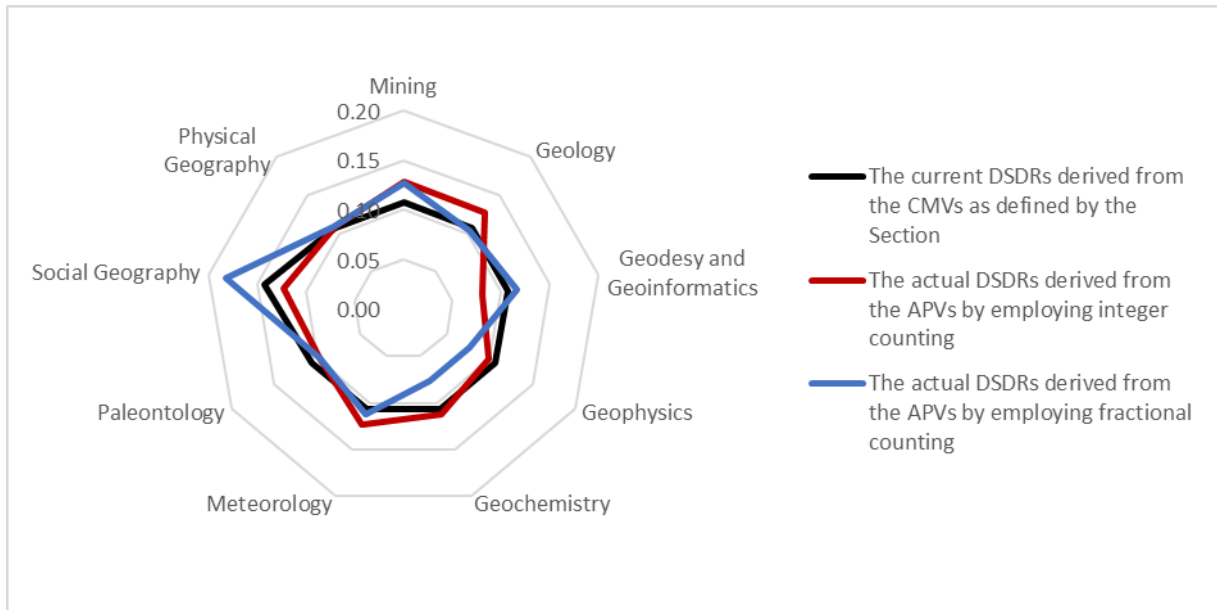 Mining
0.20
Physical
Geography
0.15
Geology
0.10
Social Geography
0.05
Geodesy and
Geoinformatics
0.00
Paleontology
Geophysics
Meteorology
Geochemistry
The current DSDRs derived from
the CMVs as defined by the
Section
The actual DSDRs derived from
the APVs by employing integer
counting
The actual DSDRs derived from
the APVs by employing fractional
counting